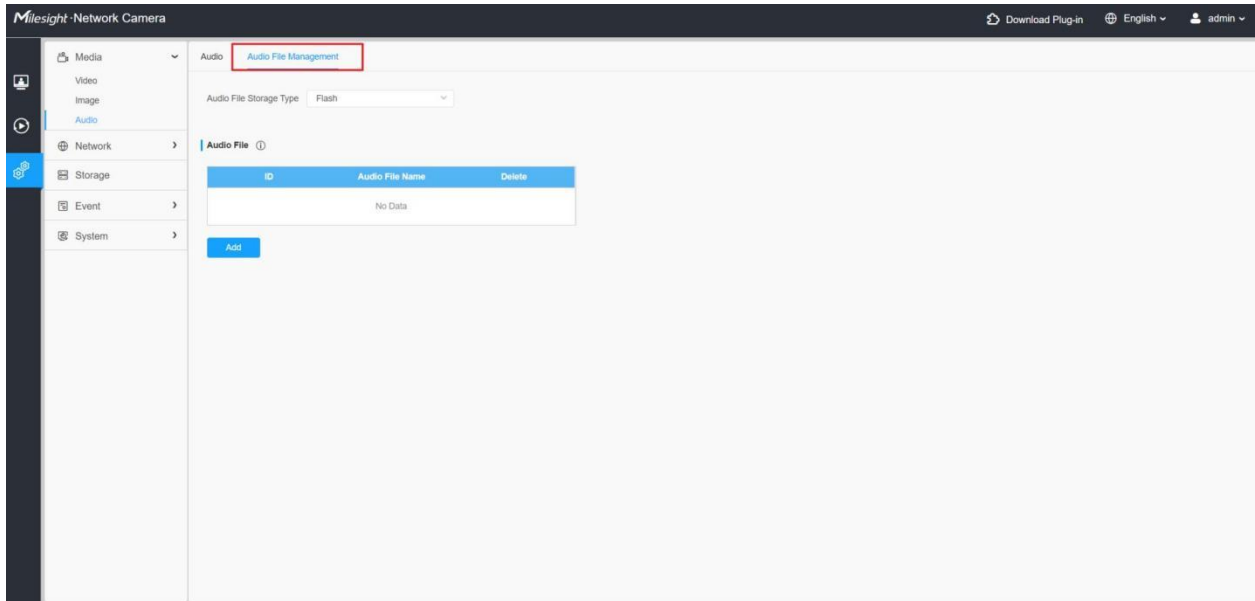 Milesight · Network Camera
Download Plug-in
English
admin
Media
Video
Image
Audio
Network
Storage
Event
System
Audio
Audio File Management
Audio File Storage Type
Flash
Audio File
ID Audio File Name Delete
No Data
Add